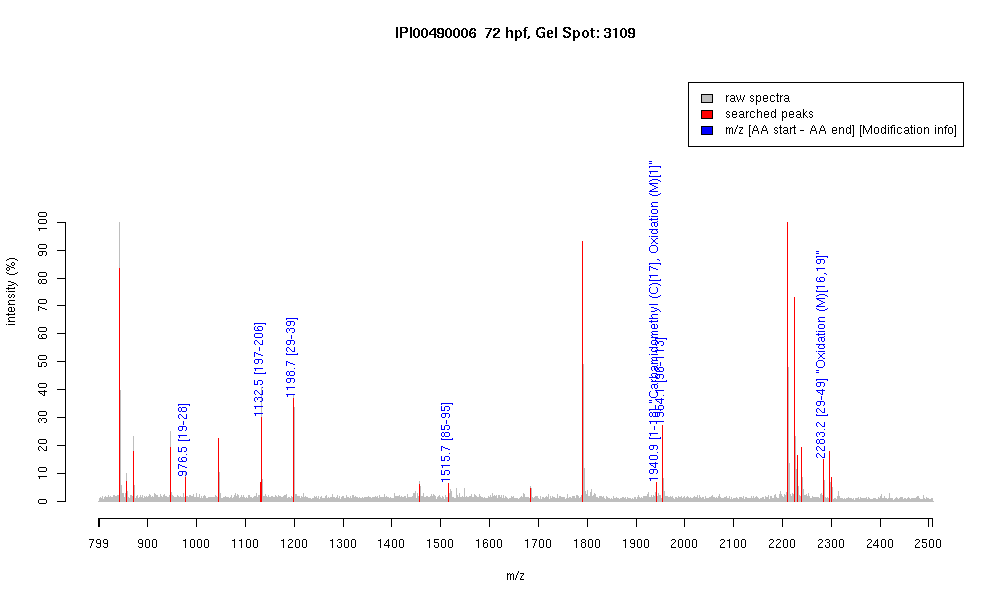 IPI00490006 72 hpf, Gel Spot: 3109
raw spectra
searched peaks
m/z [AA start - AA end] [Modification info]
intensity (%)
100
90
80
70
60
50
40
30
20
10
0
976.5 [19-28]
1132.5 [197-206]
1198.7 [29-39]
1515.7 [85-95]
1940.9 [1-18] "Carbamidomethyl (C)[17], Oxidation (M)[1]"
1954.1 [96-113]
2283.2 [29-49] "Oxidation (M)[16,19]"
799 900 1000 1100 1200 1300 1400 1500 1600 1700 1800 1900 2000 2100 2200 2300 2400 2500
m/z